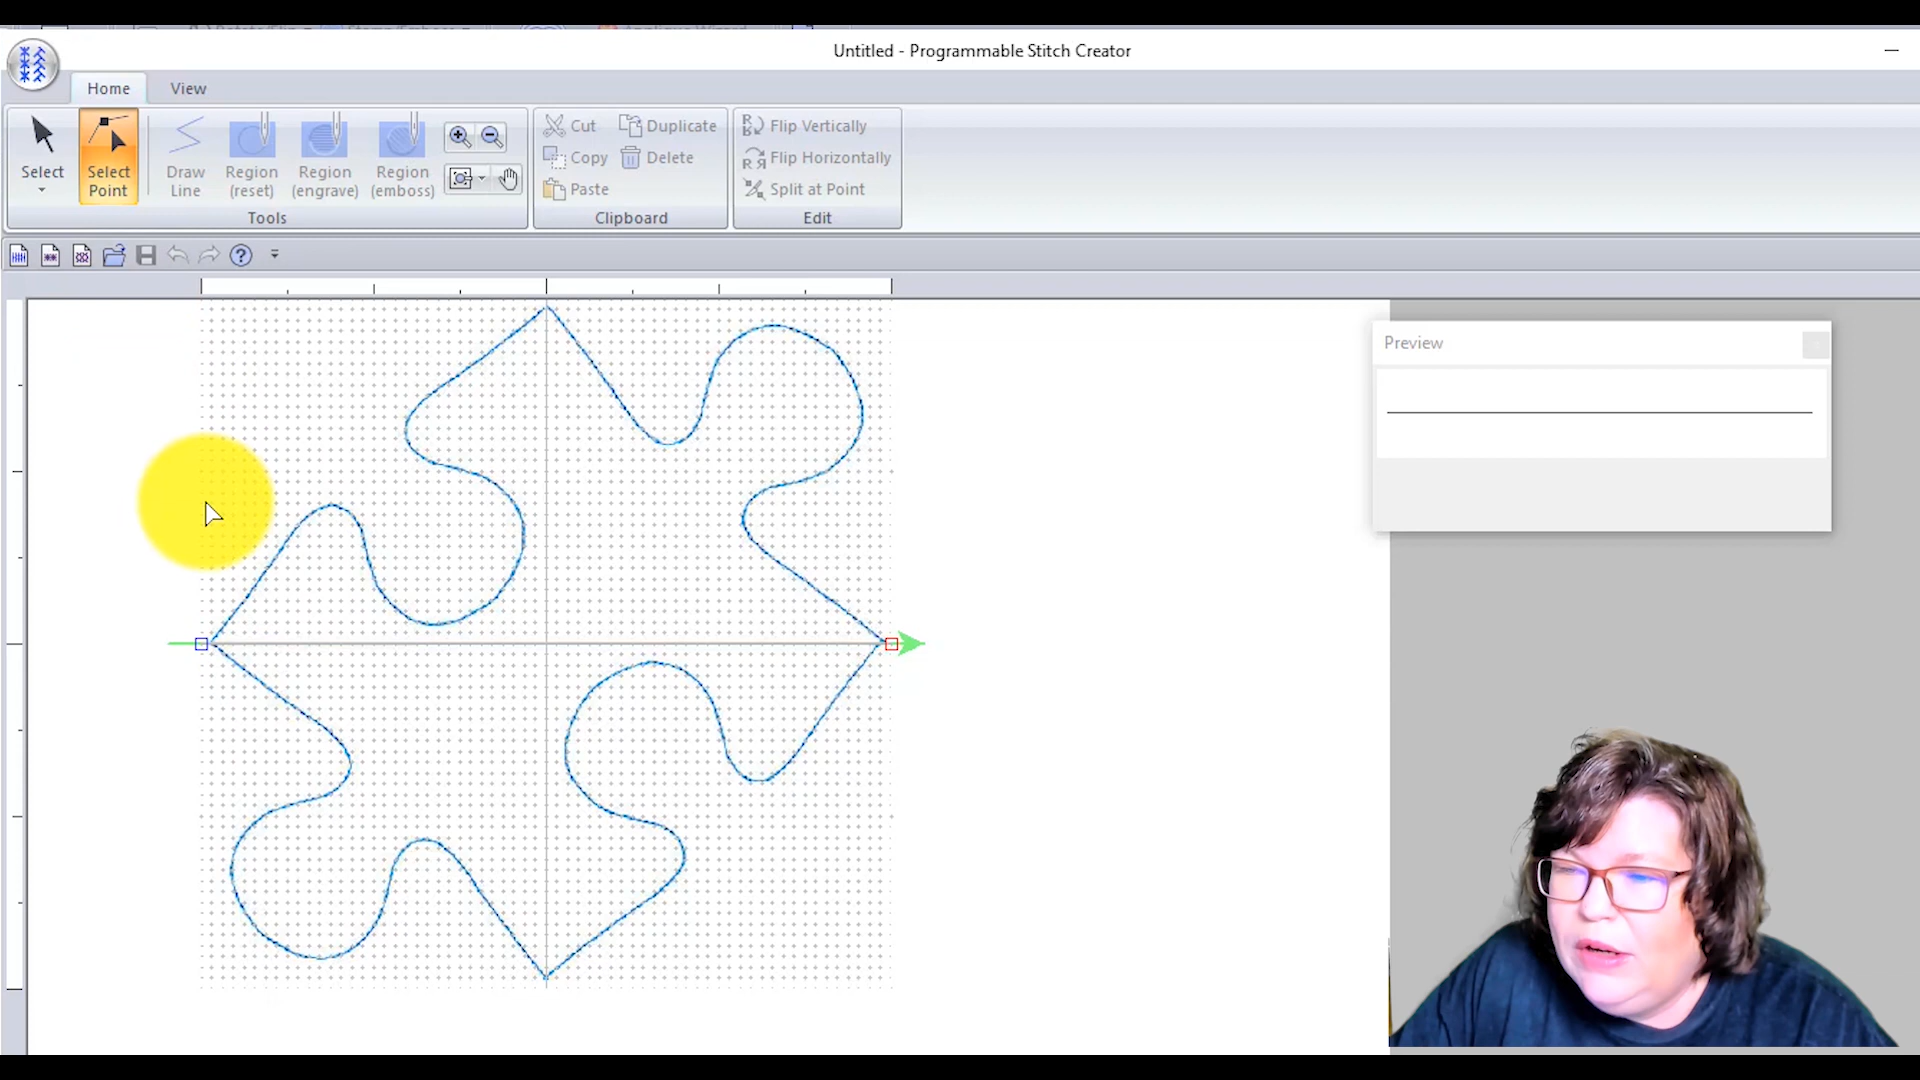 Untitled - Programmable Stitch Creator
Home View
Select
Select Point
Draw Line
Region (reset)
Region (engrave)
Region (emboss)
Tools
Cut
Copy
Paste
Duplicate
Delete
Clipboard
Flip Vertically
Flip Horizontally
Split at Point
Edit
Preview